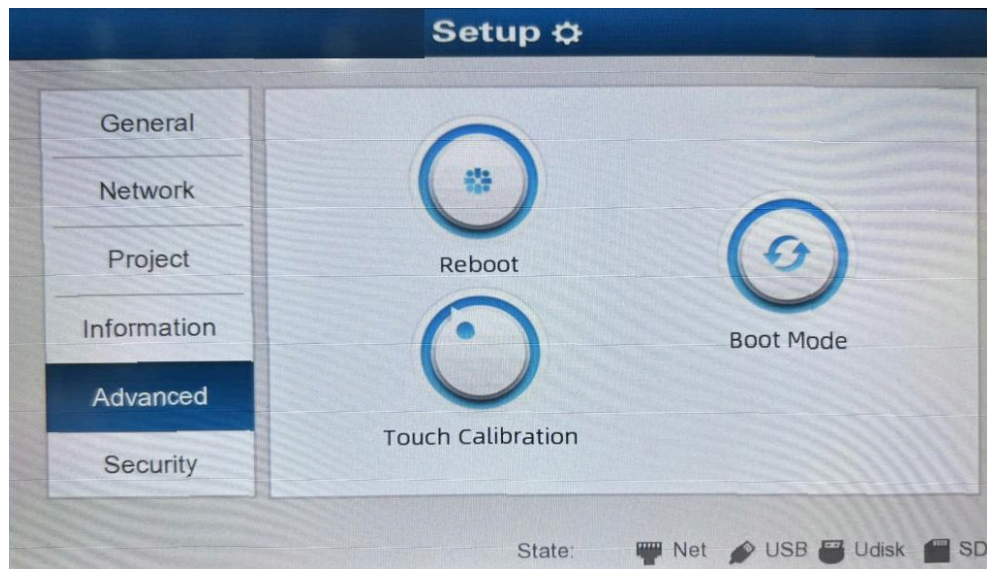 Setup
General
Network
Project
Information
Advanced
Security
Reboot
Touch Calibration
Boot Mode
State: Net USB Udisk SD